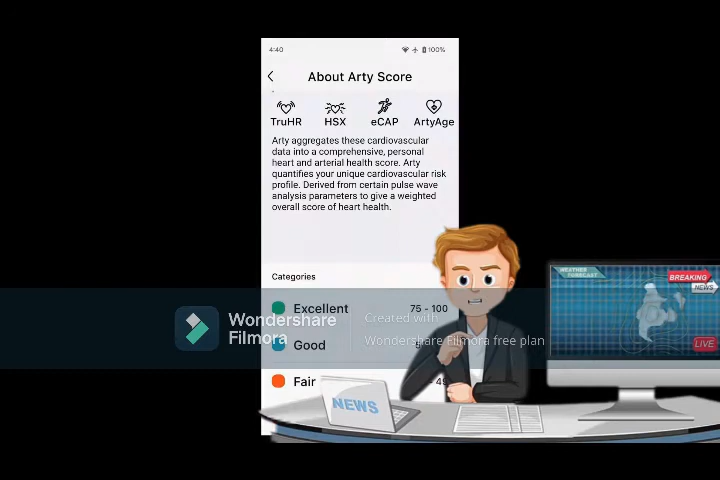 4:40
100%
About Arty Score
TruHR HSX eCAP ArtyAge
Arty aggregates these cardiovascular
data into a comprehensive, personal
heart and arterial health score. Arty
quantifies your unique cardiovascular risk
profile. Derived from certain pulse wave
analysis parameters to give a weighted
overall score of heart health.
Categories
Excellent 75 - 100
Good
Fair - 49
Wondershare
Filmora
Created with
Wondershare Filmora free plan
WEATHER
FORECAST
BREAKING
NEWS
LIVE
NEWS